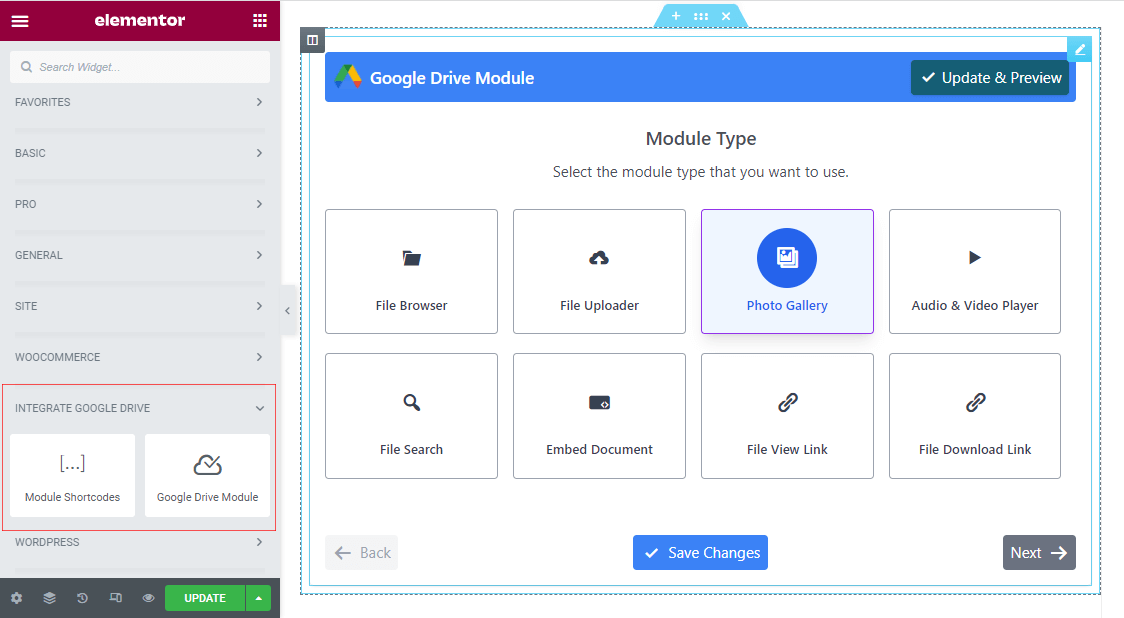 elementor
Search Widget...
FAVORITES
BASIC
PRO
GENERAL
SITE
WOOCOMMERCE
INTEGRATE GOOGLE DRIVE
[...]
Module Shortcodes
Google Drive Module
WORDPRESS
UPDATE
Google Drive Module
Update & Preview
Module Type
Select the module type that you want to use.
File Browser
File Uploader
Photo Gallery
Audio & Video Player
File Search
Embed Document
File View Link
File Download Link
Back
Save Changes
Next